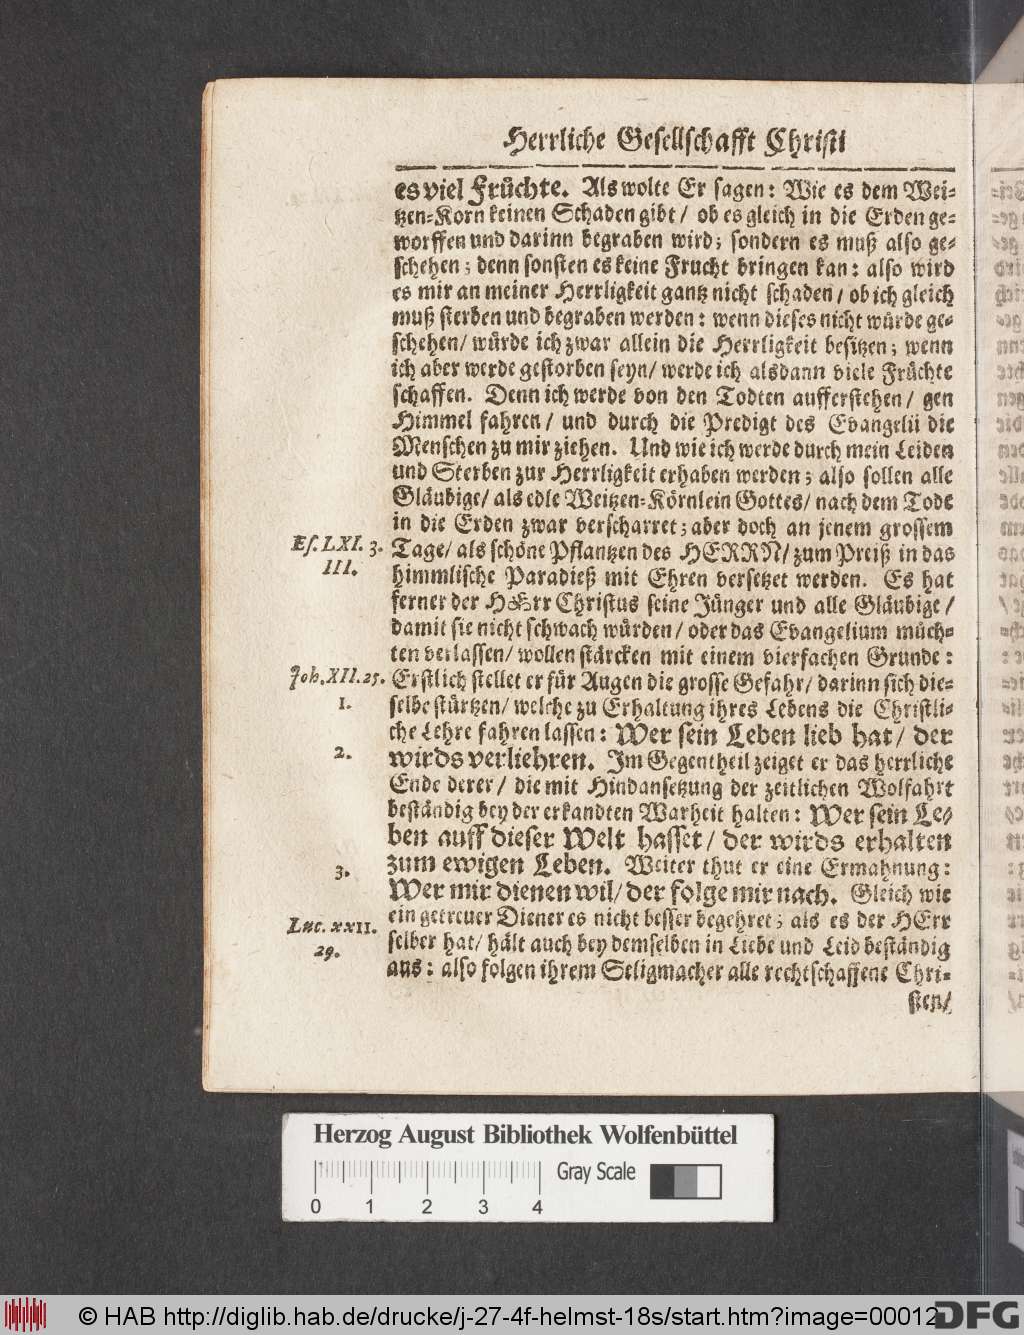 Herrliche Gesellschafft Christi
es viel Früchte. Als wolte Er sagen: Wie es dem Wei-
tzen-Korn keinen Schaden gibt / ob es gleich in die Erden ge-
worffen und darinn begraben wird; sondern es muß also ge-
schehen; denn sonsten es keine Frucht bringen kan: also wird
es mir an meiner Herrligkeit gantz nicht schaden / ob ich gleich
muß sterben und begraben werden: wenn dieses nicht würde ge-
schehen / würde ich zwar allein die Herrligkeit besitzen; wenn
ich aber werde gestorben seyn / werde ich alsdann viele Früchte
schaffen. Denn ich werde von den Todten aufferstehen / gen
Himmel fahren / und durch die Predigt des Evangelii die
Menschen zu mir ziehen. Und wie ich werde durch mein Leiden
und Sterben zur Herrligkeit erhaben werden; also sollen alle
Gläubige / als edle Weitzen-Körnlein Gottes / nach dem Tode
in die Erden zwar verscharret; aber doch an jenem grossem
Es. LXI. 3.
III.
Tage / als schöne Pflantzen des HERRN / zum Preiß in das
himmlische Paradieß mit Ehren versetzet werden. Es hat
ferner der HErr Christus seine Jünger und alle Gläubige /
damit sie nicht schwach würden / oder das Evangelium müch-
ten verlassen / wollen stärcken mit einem vierfachen Grunde:
Joh. XII. 25.
1.
Erstlich stellet er für Augen die grosse Gefahr / darinn sich die-
selbe stürtzen / welche zu Erhaltung ihres Lebens die Christli-
che Lehre fahren lassen: Wer sein Leben lieb hat / der
2.
wirds verliehren. Im Gegentheil zeiget er das herrliche
Ende derer / die mit Hindansetzung der zeitlichen Wolfahrt
beständig bey der erkandten Warheit halten: Wer sein Le-
ben auff dieser Welt hasset / der wirds erhalten
3.
zum ewigen Leben. Weiter thut er eine Ermahnung:
Wer mir dienen wil / der folge mir nach. Gleich wie
Luc. xxII.
29.
ein getreuer Diener es nicht besser begehret; als es der HErr
selber hat / hält auch bey demselben in Liebe und Leid beständig
aus: also folgen ihrem Seligmacher alle rechtschaffene Chri-
sten /
Herzog August Bibliothek Wolfenbüttel
Gray Scale
0 1 2 3 4
© HAB http://diglib.hab.de/drucke/j-27-4f-helmst-18s/start.htm?image=00012
DFG